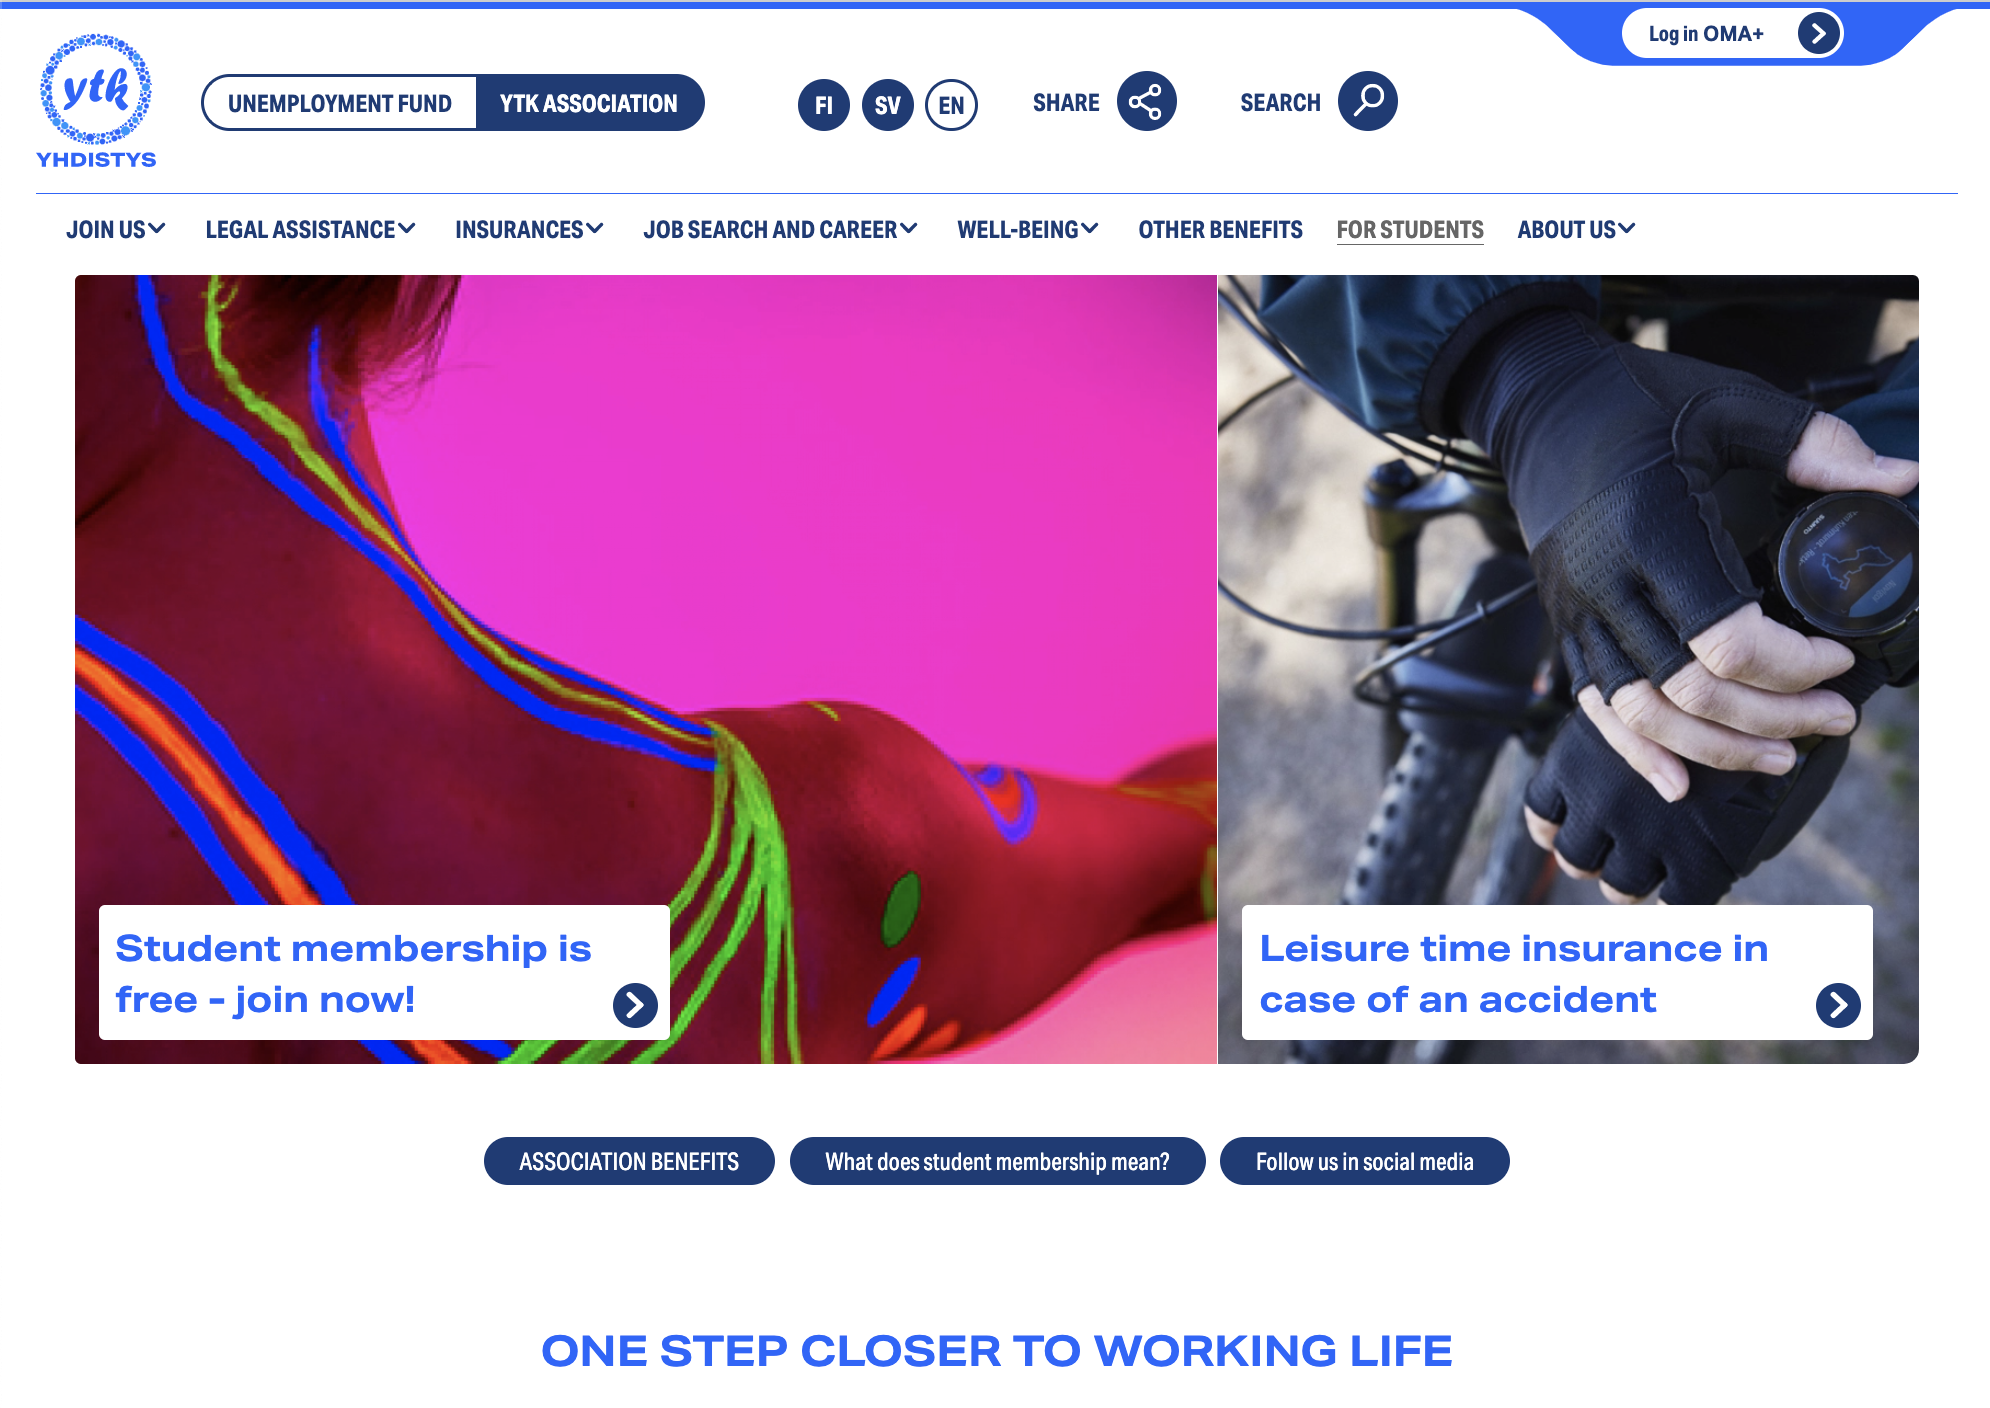 Log in OMA+
ytk
YHDISTYS
UNEMPLOYMENT FUND
YTK ASSOCIATION
FI
SV
EN
SHARE
SEARCH
JOIN US
LEGAL ASSISTANCE
INSURANCES
JOB SEARCH AND CAREER
WELL-BEING
OTHER BENEFITS
FOR STUDENTS
ABOUT US
SUUNTO
Student membership is
free - join now!
Leisure time insurance in
case of an accident
ASSOCIATION BENEFITS
What does student membership mean?
Follow us in social media
ONE STEP CLOSER TO WORKING LIFE